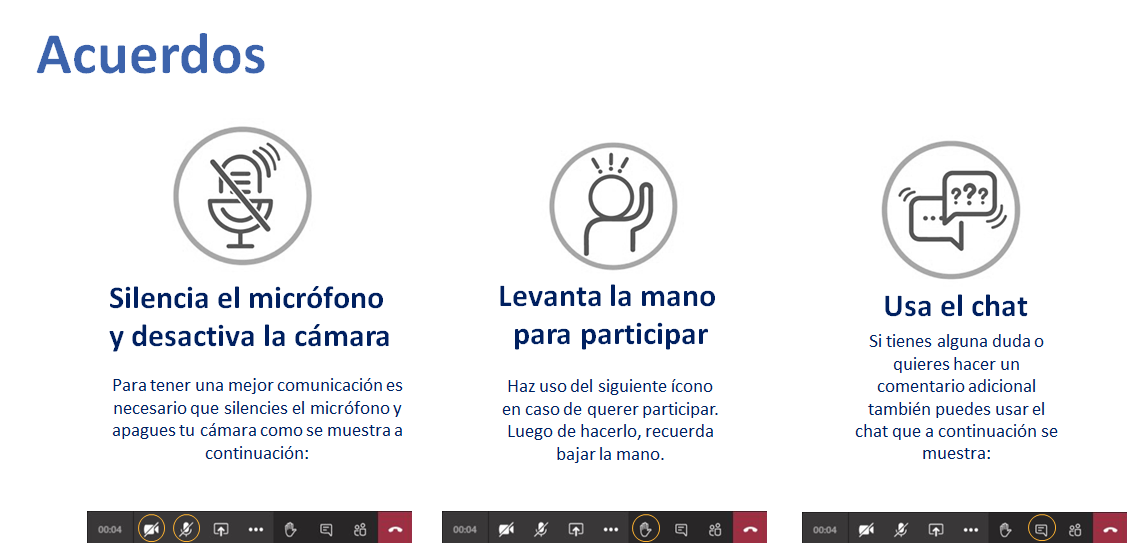 Acuerdos
???
Silencia el micrófono
y desactiva la cámara
Para tener una mejor comunicación es
necesario que silencies el micrófono y
apagues tu cámara como se muestra a
continuación:
00:04
Levanta la mano
para participar
Haz uso del siguiente ícono
en caso de querer participar.
Luego de hacerlo, recuerda
bajar la mano.
00:04
Usa el chat
Si tienes alguna duda o
quieres hacer un
comentario adicional
también puedes usar el
chat que a continuación se
muestra:
00:04